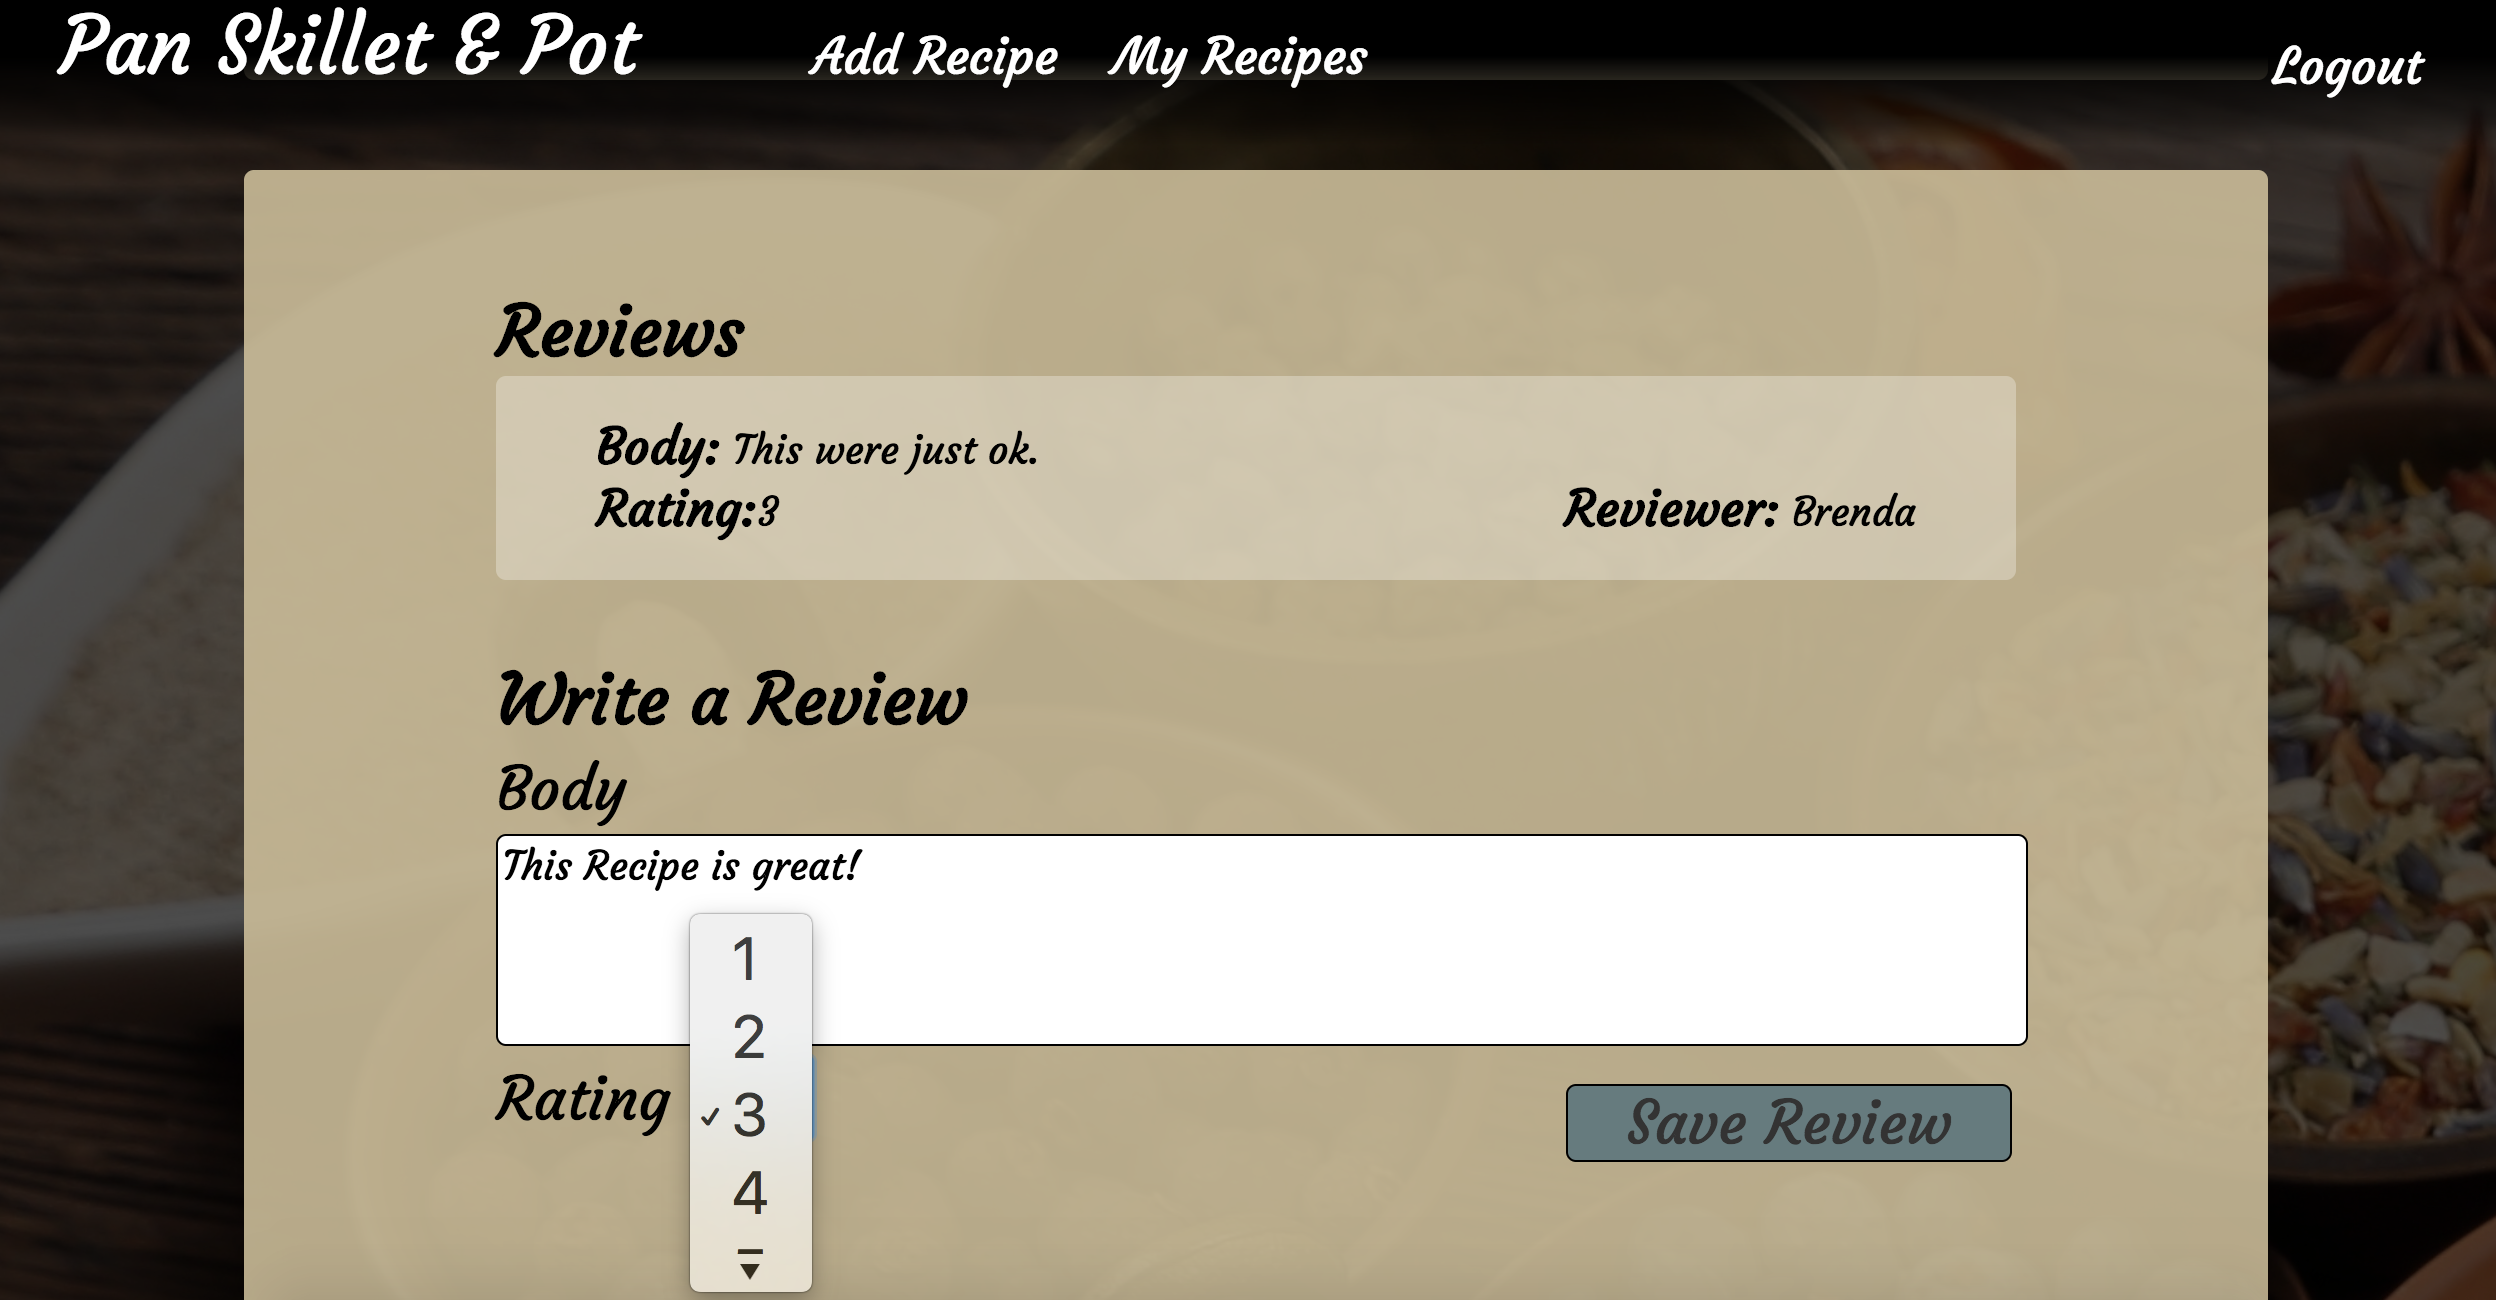 Pan Skillet & Pot Add Recipe My Recipes Logout
Reviews
Body: This were just ok.
Rating:3 Reviewer: Brenda
Write a Review
Body
This Recipe is great!
1
2
✓ 3
4
Rating
Save Review